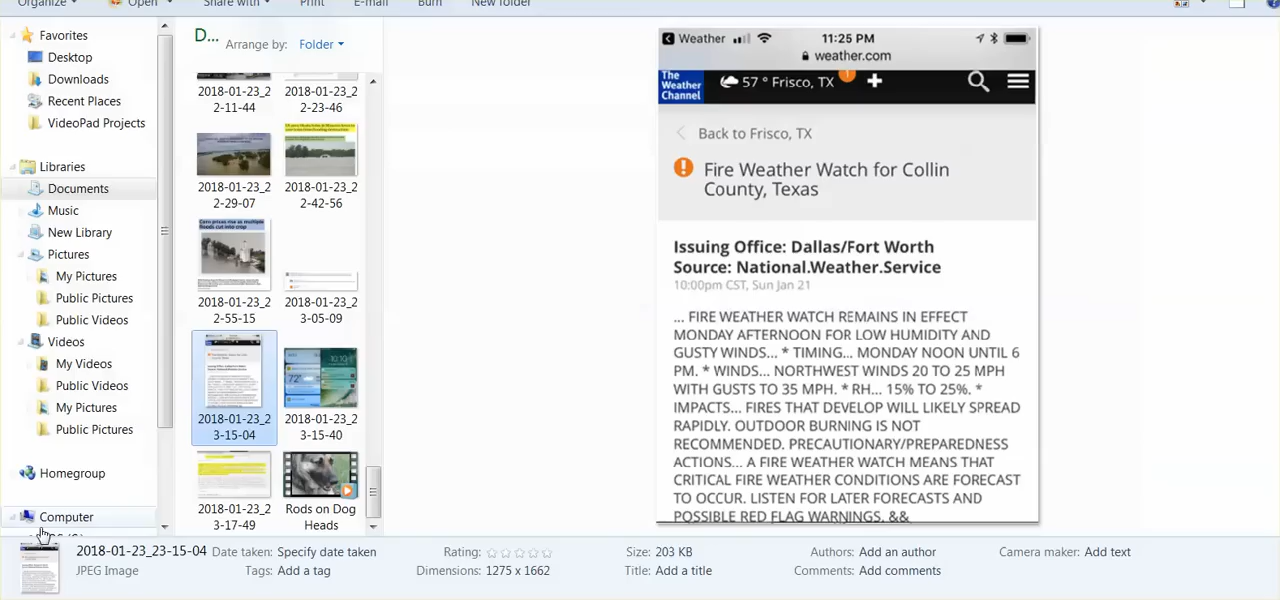 Organize
Open
Share with
Print
E-mail
Burn
New folder
Favorites
Desktop
Downloads
Recent Places
VideoPad Projects
Libraries
Documents
Music
New Library
Pictures
My Pictures
Public Pictures
Public Videos
Videos
My Videos
Public Videos
My Pictures
Public Videos
Homegroup
Computer
D...
Arrange by: Folder
2018-01-23_2
2-11-44
2018-01-23_2
2-23-46
2018-01-23_2
2-29-07
2018-01-23_2
2-42-56
Corn prices rise as multiple
floods cut into crop
2018-01-23_2
2-55-15
2018-01-23_2
3-05-09
2018-01-23_2
3-15-04
10:10
72°
2018-01-23_2
3-15-40
2018-01-23_2
3-17-49
Rods on Dog
Heads
Weather
11:25 PM
weather.com
The
Weather
Channel
57 ° Frisco, TX
Back to Frisco, TX
Fire Weather Watch for Collin
County, Texas
Issuing Office: Dallas/Fort Worth
Source: National.Weather.Service
10:00pm CST, Sun Jan 21
... FIRE WEATHER WATCH REMAINS IN EFFECT
MONDAY AFTERNOON FOR LOW HUMIDITY AND
GUSTY WINDS... * TIMING... MONDAY NOON UNTIL 6
PM. * WINDS... NORTHWEST WINDS 20 TO 25 MPH
WITH GUSTS TO 35 MPH. * RH... 15% TO 25%. *
IMPACTS... FIRES THAT DEVELOP WILL LIKELY SPREAD
RAPIDLY. OUTDOOR BURNING IS NOT
RECOMMENDED. PRECAUTIONARY/PREPAREDNESS
ACTIONS... A FIRE WEATHER WATCH MEANS THAT
CRITICAL FIRE WEATHER CONDITIONS ARE FORECAST
TO OCCUR. LISTEN FOR LATER FORECASTS AND
POSSIBLE RED FLAG WARNINGS. &&
2018-01-23_23-15-04
JPEG Image
Date taken: Specify date taken
Tags: Add a tag
Rating:
Dimensions: 1275 x 1662
Size: 203 KB
Title: Add a title
Authors: Add an author
Comments: Add comments
Camera maker: Add text